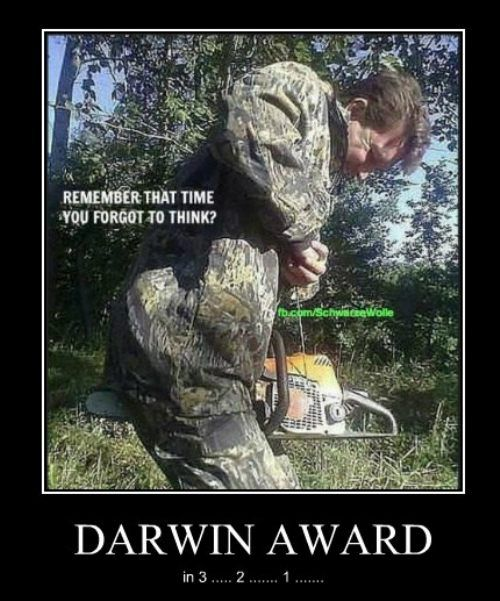 REMEMBER THAT TIME
YOU FORGOT TO THINK?
fb.com/SchwarzeWolle
DARWIN AWARD
in 3 ..... 2 ....... 1 .......